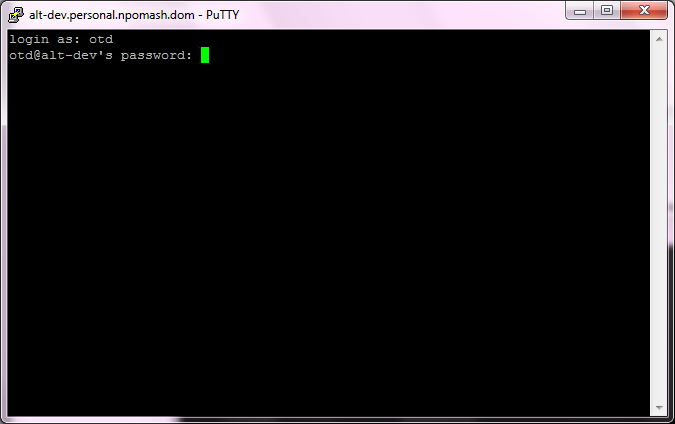 alt-dev.personal.npomash.dom - PuTTY
login as: otd
otd@alt-dev's password: